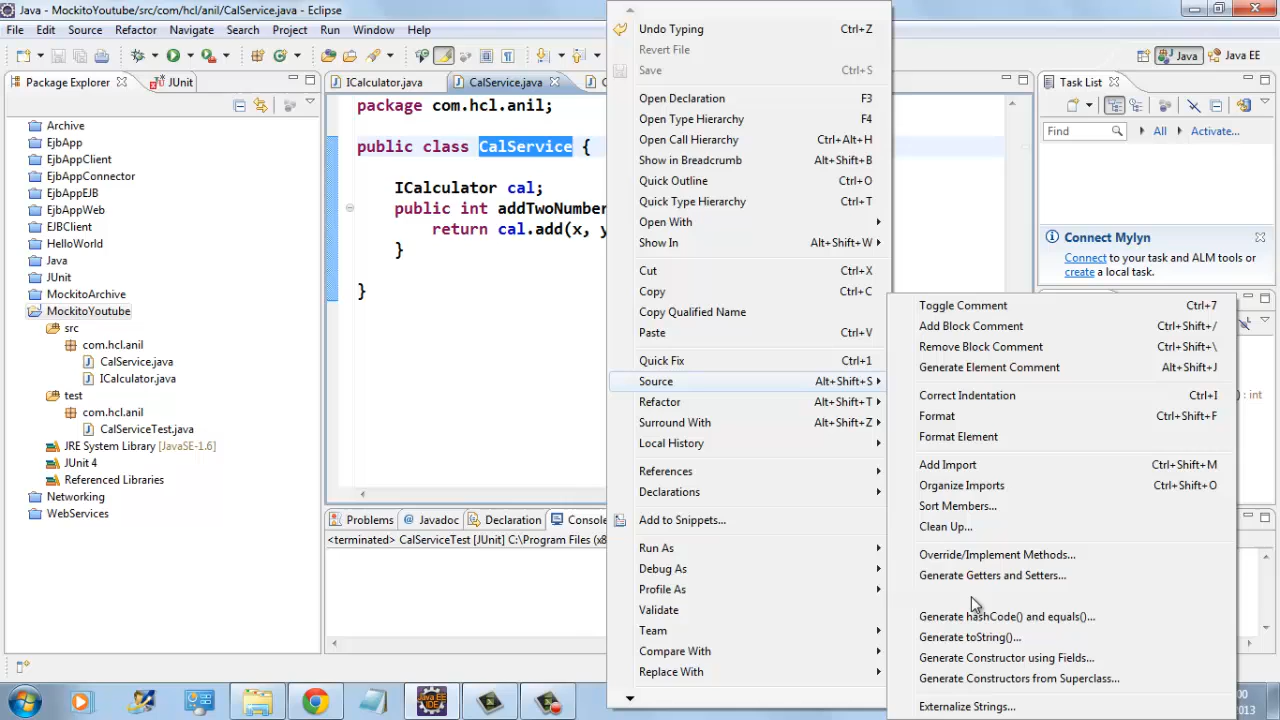 Java - MockitoYoutube/src/com/hcl/anil/CalService.java - Eclipse
File Edit Source Refactor Navigate Search Project Run Window Help
Java Java EE
Package Explorer JUnit
Archive
EjbApp
EjbAppClient
EjbAppConnector
EjbAppEJB
EjbAppWeb
EJBClient
HelloWorld
Java
JUnit
MockitoArchive
MockitoYoutube
src
com.hcl.anil
CalService.java
ICalculator.java
test
com.hcl.anil
CalServiceTest.java
JRE System Library [JavaSE-1.6]
JUnit 4
Referenced Libraries
Networking
WebServices
ICalculator.java CalService.java
package com.hcl.anil;
public class CalService {
ICalculator cal;
public int addTwoNumber
return cal.add(x, y
}
}
Problems Javadoc Declaration Console
<terminated> CalServiceTest [JUnit] C:\Program Files (x8
Undo Typing Ctrl+Z
Revert File
Save Ctrl+S
Open Declaration F3
Open Type Hierarchy F4
Open Call Hierarchy Ctrl+Alt+H
Show in Breadcrumb Alt+Shift+B
Quick Outline Ctrl+O
Quick Type Hierarchy Ctrl+T
Open With
Show In Alt+Shift+W
Cut Ctrl+X
Copy Ctrl+C
Copy Qualified Name
Paste Ctrl+V
Quick Fix Ctrl+1
Source Alt+Shift+S
Refactor Alt+Shift+T
Surround With Alt+Shift+Z
Local History
References
Declarations
Add to Snippets...
Run As
Debug As
Profile As
Validate
Team
Compare With
Replace With
Toggle Comment Ctrl+7
Add Block Comment Ctrl+Shift+/
Remove Block Comment Ctrl+Shift+\
Generate Element Comment Alt+Shift+J
Correct Indentation Ctrl+I
Format Ctrl+Shift+F
Format Element
Add Import Ctrl+Shift+M
Organize Imports Ctrl+Shift+O
Sort Members...
Clean Up...
Override/Implement Methods...
Generate Getters and Setters...
Generate hashCode() and equals()...
Generate toString()...
Generate Constructor using Fields...
Generate Constructors from Superclass...
Externalize Strings...
Task List
Find All Activate...
Connect Mylyn
Connect to your task and ALM tools or
create a local task.
) : int
Java EE
IDE
:00
2013